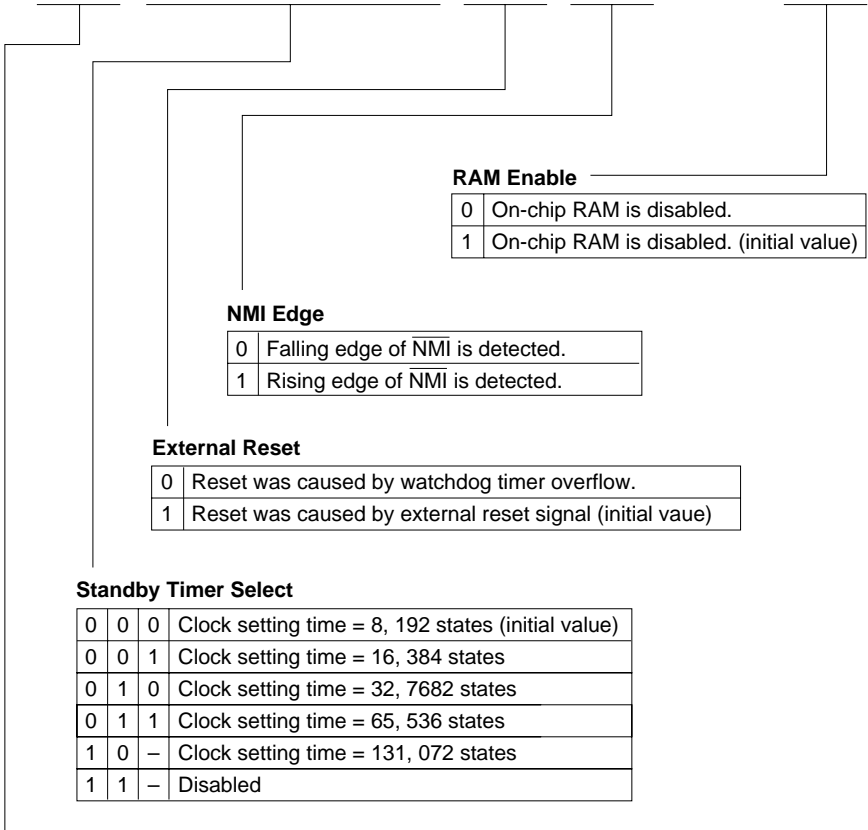 RAM Enable
0 On-chip RAM is disabled.
1 On-chip RAM is disabled. (initial value)
NMI Edge
0 Falling edge of N̅M̅I̅ is detected.
1 Rising edge of N̅M̅I̅ is detected.
External Reset
0 Reset was caused by watchdog timer overflow.
1 Reset was caused by external reset signal (initial vaue)
Standby Timer Select
0 0 0 Clock setting time = 8, 192 states (initial value)
0 0 1 Clock setting time = 16, 384 states
0 1 0 Clock setting time = 32, 7682 states
0 1 1 Clock setting time = 65, 536 states
1 0 – Clock setting time = 131, 072 states
1 1 – Disabled